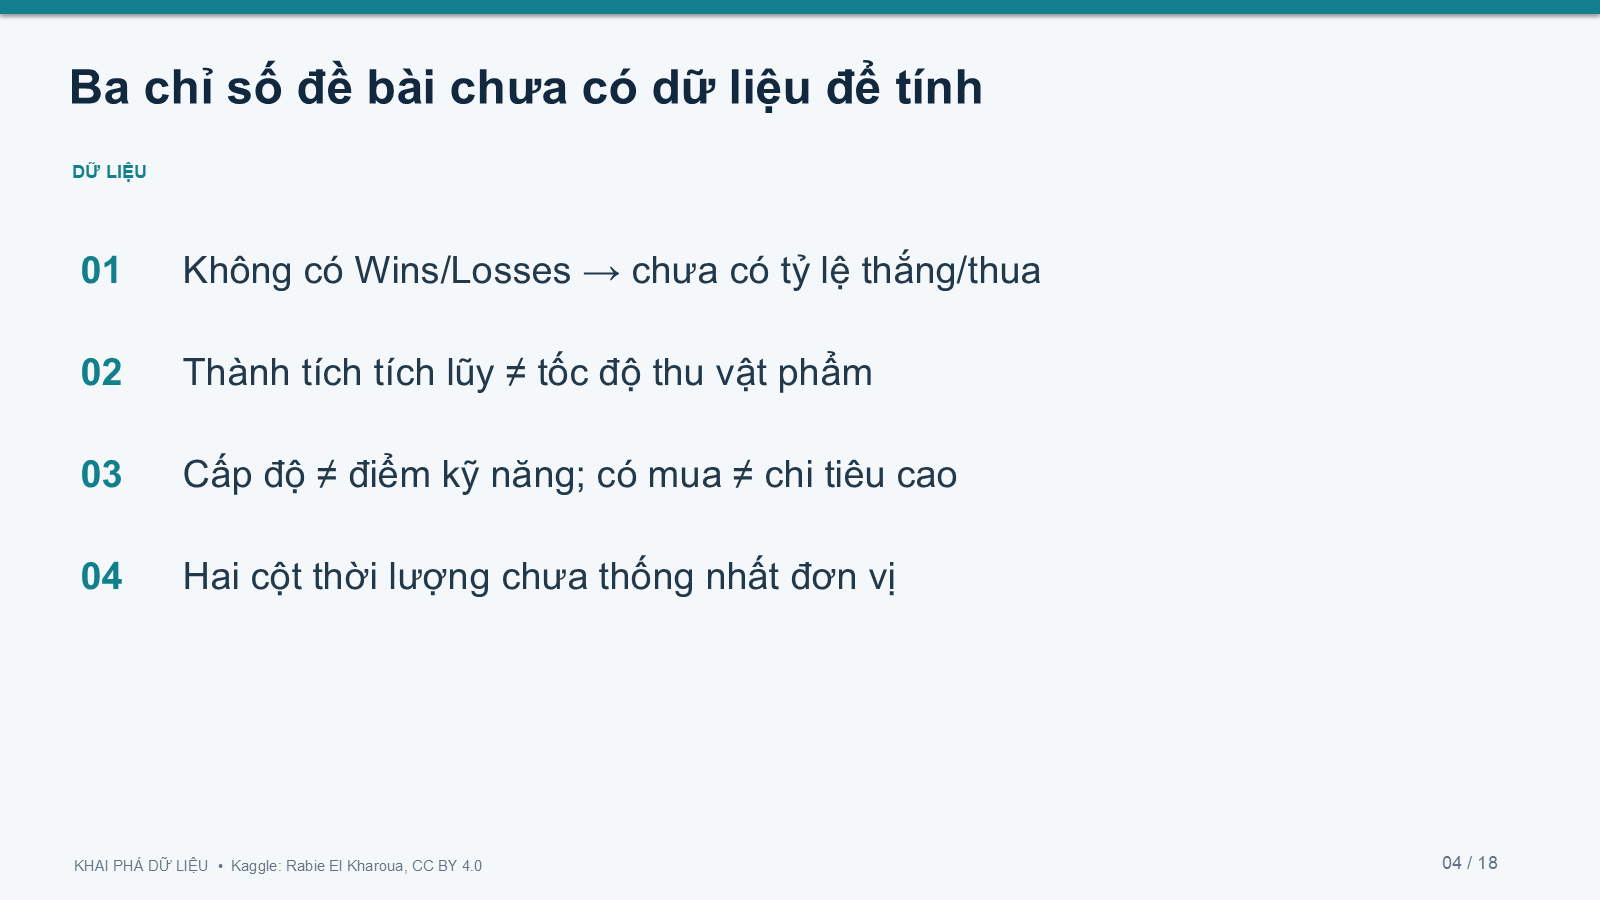 Ba chỉ số đề bài chưa có dữ liệu để tính
DỮ LIỆU
01 Không có Wins/Losses → chưa có tỷ lệ thắng/thua
02 Thành tích tích lũy ≠ tốc độ thu vật phẩm
03 Cấp độ ≠ điểm kỹ năng; có mua ≠ chi tiêu cao
04 Hai cột thời lượng chưa thống nhất đơn vị
KHAI PHÁ DỮ LIỆU • Kaggle: Rabie El Kharoua, CC BY 4.0
04 / 18